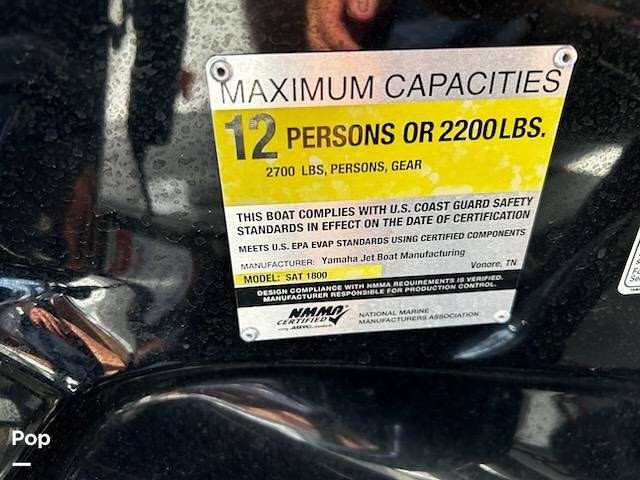 MAXIMUM CAPACITIES
12 PERSONS OR 2200 LBS.
2700 LBS, PERSONS, GEAR
THIS BOAT COMPLIES WITH U.S. COAST GUARD SAFETY
STANDARDS IN EFFECT ON THE DATE OF CERTIFICATION
MEETS U.S. EPA EVAP STANDARDS USING CERTIFIED COMPONENTS
MANUFACTURER: Yamaha Jet Boat Manufacturing
Vonore, TN
MODEL: SAT 1800
DESIGN COMPLIANCE WITH NMMA REQUIREMENTS IS VERIFIED.
MANUFACTURER RESPONSIBLE FOR PRODUCTION CONTROL.
NMMA
CERTIFIED
NATIONAL MARINE
MANUFACTURERS ASSOCIATION
Pop